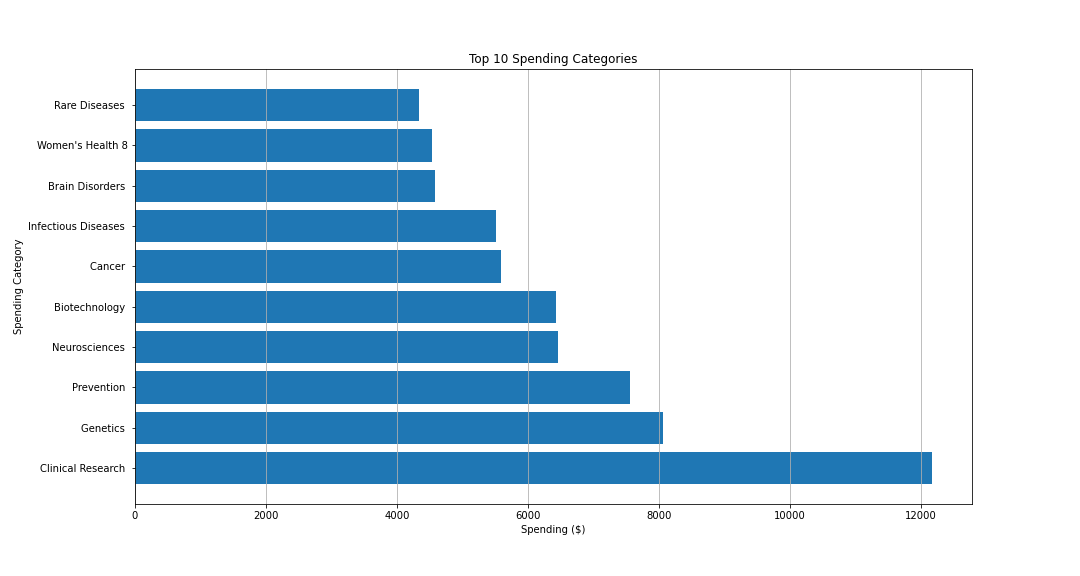 Top 10 Spending Categories
Rare Diseases
Women's Health 8
Brain Disorders
Infectious Diseases
Cancer
Biotechnology
Neurosciences
Prevention
Genetics
Clinical Research
Spending Category
0 2000 4000 6000 8000 10000 12000
Spending ($)